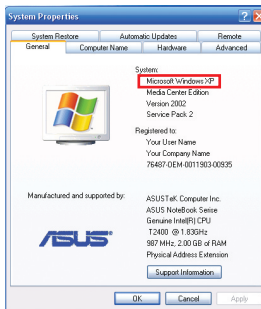 System Properties
System Restore
Automatic Updates
Remote
General
Computer Name
Hardware
Advanced
System:
Microsoft Windows XP
Media Center Edition
Version 2002
Service Pack 2
Registered to:
Your User Name
Your Company Name
76487-OEM-0011903-00935
Manufactured and supported by:
ASUSTeK Computer Inc.
ASUS NoteBook Serise
Genuine Intel(R) CPU
T2400 @ 1.83GHz
987 MHz, 2.00 GB of RAM
Physical Address Extension
ASUS
Support Information
OK
Cancel
Apply